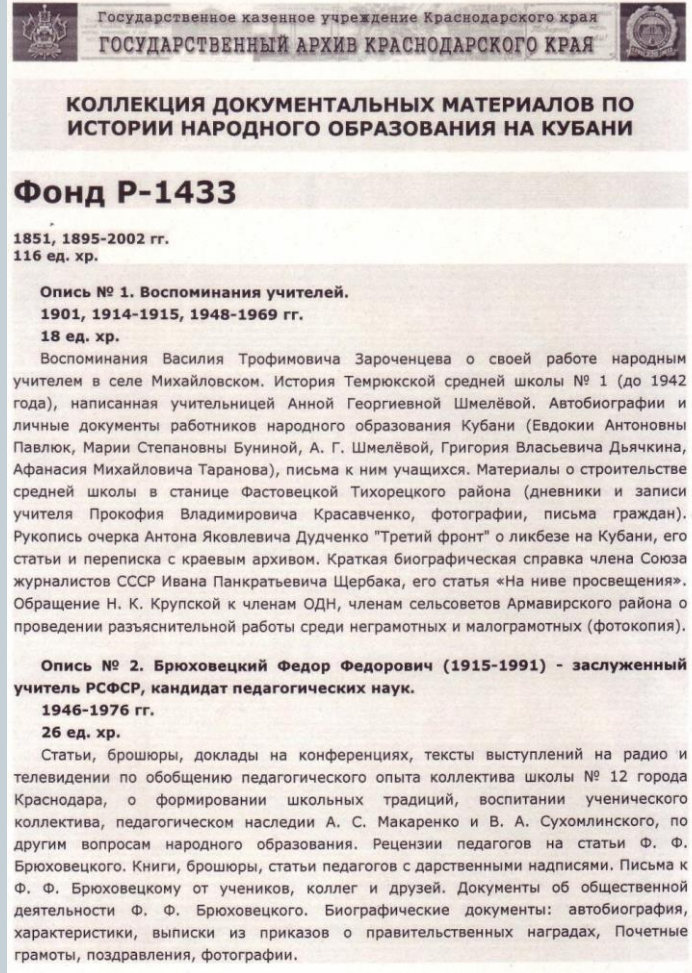 Государственное казенное учреждение Краснодарского края
ГОСУДАРСТВЕННЫЙ АРХИВ КРАСНОДАРСКОГО КРАЯ
КОЛЛЕКЦИЯ ДОКУМЕНТАЛЬНЫХ МАТЕРИАЛОВ ПО
ИСТОРИИ НАРОДНОГО ОБРАЗОВАНИЯ НА КУБАНИ
Фонд Р-1433
1851, 1895-2002 гг.
116 ед. хр.
Опись № 1. Воспоминания учителей.
1901, 1914-1915, 1948-1969 гг.
18 ед. хр.
Воспоминания Василия Трофимовича Зароченцева о своей работе народным
учителем в селе Михайловском. История Темрюкской средней школы № 1 (до 1942
года), написанная учительницей Анной Георгиевной Шмелёвой. Автобиографии и
личные документы работников народного образования Кубани (Евдокии Антоновны
Павлюк, Марии Степановны Буниной, А. Г. Шмелёвой, Григория Власьевича Дьячкина,
Афанасия Михайловича Таранова), письма к ним учащихся. Материалы о строительстве
средней школы в станице Фастовецкой Тихорецкого района (дневники и записи
учителя Прокофия Владимировича Красавченко, фотографии, письма граждан).
Рукопись очерка Антона Яковлевича Дудченко "Третий фронт" о ликбезе на Кубани, его
статьи и переписка с краевым архивом. Краткая биографическая справка члена Союза
журналистов СССР Ивана Панкратьевича Щербака, его статья «На ниве просвещения».
Обращение Н. К. Крупской к членам ОДН, членам сельсоветов Армавирского района о
проведении разъяснительной работы среди неграмотных и малограмотных (фотокопия).
Опись № 2. Брюховецкий Федор Федорович (1915-1991) - заслуженный
учитель РСФСР, кандидат педагогических наук.
1946-1976 гг.
26 ед. хр.
Статьи, брошюры, доклады на конференциях, тексты выступлений на радио и
телевидении по обобщению педагогического опыта коллектива школы № 12 города
Краснодара, о формировании школьных традиций, воспитании ученического
коллектива, педагогическом наследии А. С. Макаренко и В. А. Сухомлинского, по
другим вопросам народного образования. Рецензии педагогов на статьи Ф. Ф.
Брюховецкого. Книги, брошюры, статьи педагогов с дарственными надписями. Письма к
Ф. Ф. Брюховецкому от учеников, коллег и друзей. Документы об общественной
деятельности Ф. Ф. Брюховецкого. Биографические документы: автобиография,
характеристики, выписки из приказов о правительственных наградах, Почетные
грамоты, поздравления, фотографии.